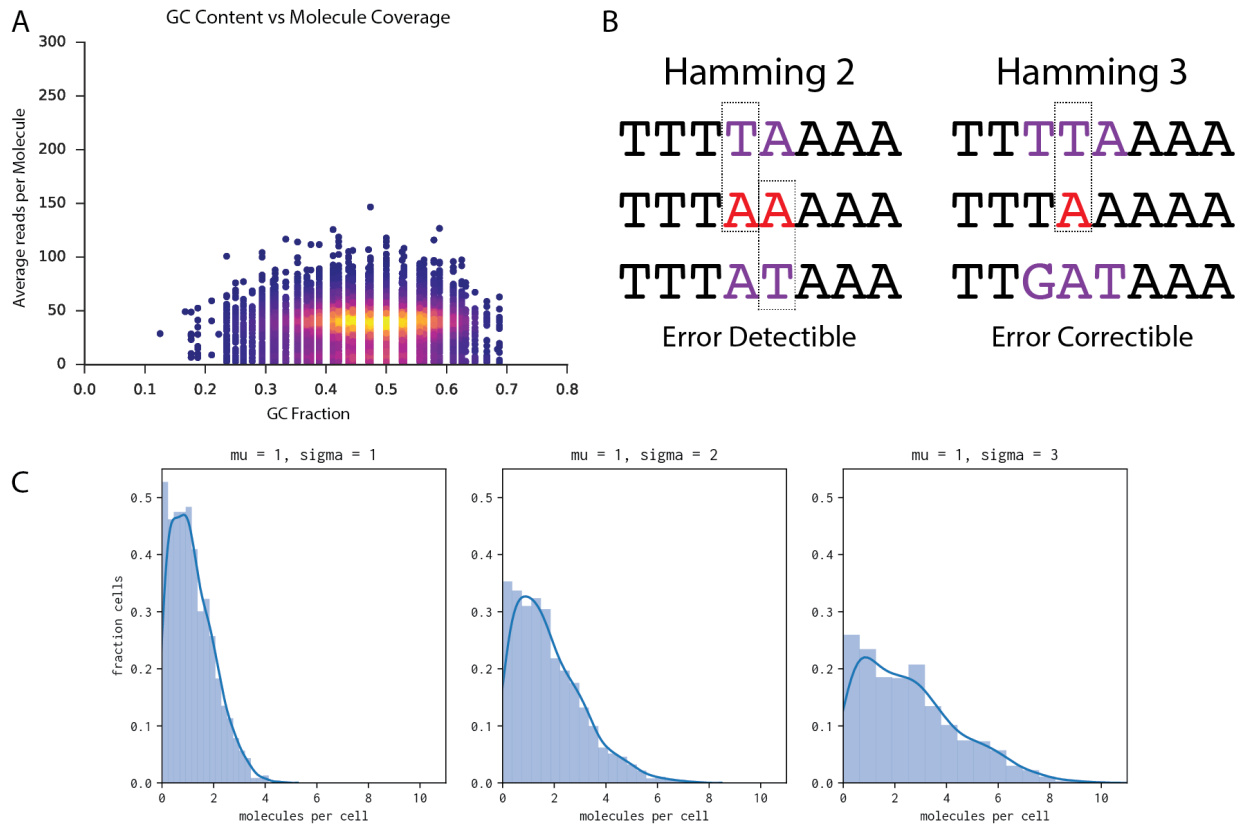 A
GC Content vs Molecule Coverage
Average reads per Molecule
300
250
200
150
100
50
0
0.0 0.1 0.2 0.3 0.4 0.5 0.6 0.7 0.8
GC Fraction
B
Hamming 2
TTTTAAAA
TTTAAAAA
TTTATAAA
Error Detectible
Hamming 3
TTTTAAAA
TTTAAAAA
TTGATAAA
Error Correctible
C
mu = 1, sigma = 1
fraction cells
0.5
0.4
0.3
0.2
0.1
0.0
0 2 4 6 8 10
molecules per cell
mu = 1, sigma = 2
0.5
0.4
0.3
0.2
0.1
0.0
0 2 4 6 8 10
molecules per cell
mu = 1, sigma = 3
0.5
0.4
0.3
0.2
0.1
0.0
0 2 4 6 8 10
molecules per cell